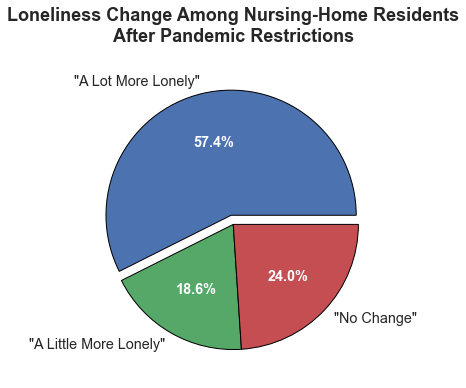 Loneliness Change Among Nursing-Home Residents
After Pandemic Restrictions
"A Lot More Lonely"
57.4%
18.6%
24.0%
"No Change"
"A Little More Lonely"